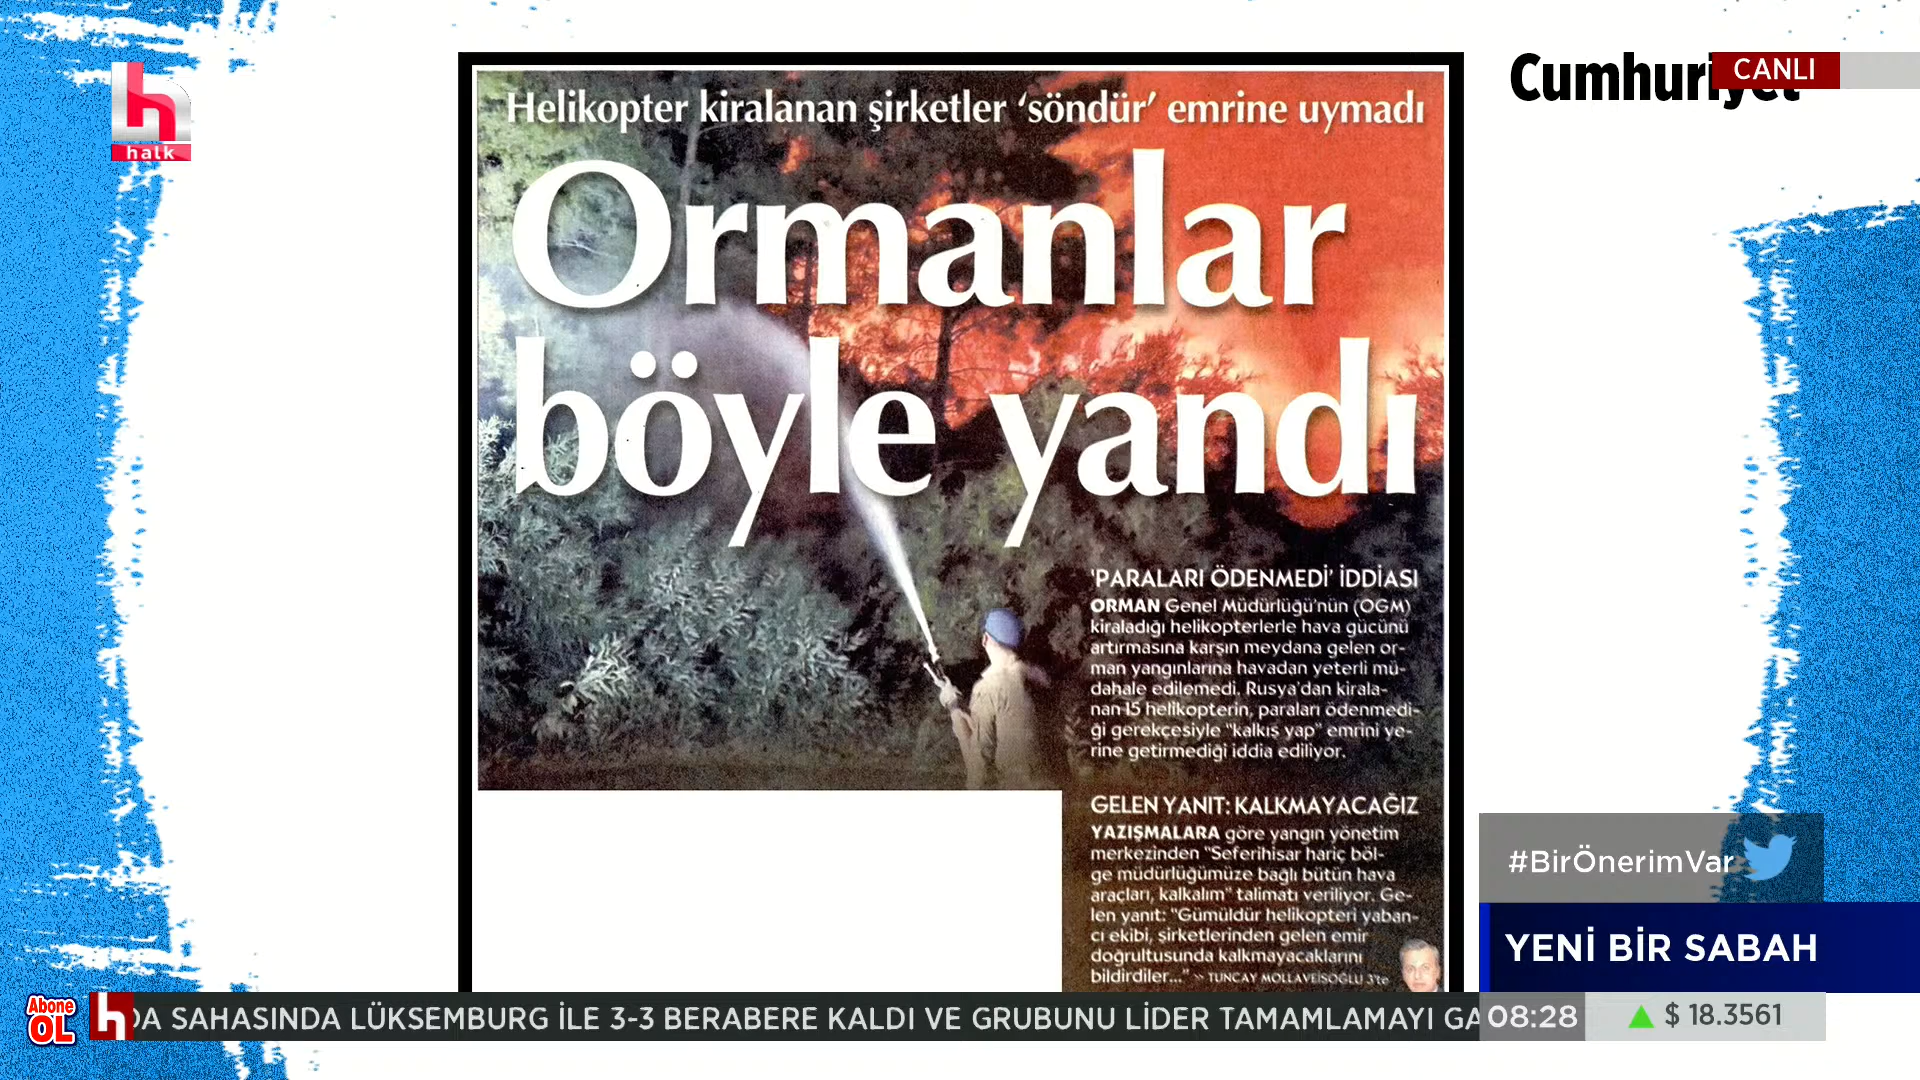 halk
Cumhuriyet
CANLI
Helikopter kiralanan şirketler ‘söndür’ emrine uymadı
Ormanlar
böyle yandı
‘PARALARI ÖDENMEDİ’ İDDİASI
ORMAN Genel Müdürlüğü’nün (OGM)
kiraladığı helikopterlerle hava gücünü
artırmasına karşın meydana gelen or-
man yangınlarına havadan yeterli mü-
dahale edilemedi. Rusya’dan kirala-
nan 15 helikopterin, paraları ödenmedi-
ği gerekçesiyle “kalkış yap” emrini ye-
rine getirmediği iddia ediliyor.
GELEN YANIT: KALKMAYACAĞIZ
YAZIŞMALARA göre yangın yönetim
merkezinden “Seferihisar hariç böl-
ge müdürlüğümüze bağlı bütün hava
araçları, kalkalım” talimatı veriliyor. Ge-
len yanıt: “Gümüldür helikopteri yaban-
cı ekibi, şirketlerinden gelen emir
doğrultusunda kalkmayacaklarını
bildirdiler...” » TUNCAY MOLLAVEİSOĞLU 3’te
#BirÖnerimVar
YENİ BİR SABAH
Abone
OL
DA SAHASINDA LÜKSEMBURG İLE 3-3 BERABERE KALDI VE GRUBUNU LİDER TAMAMLAMAYI GA
08:28
$ 18.3561